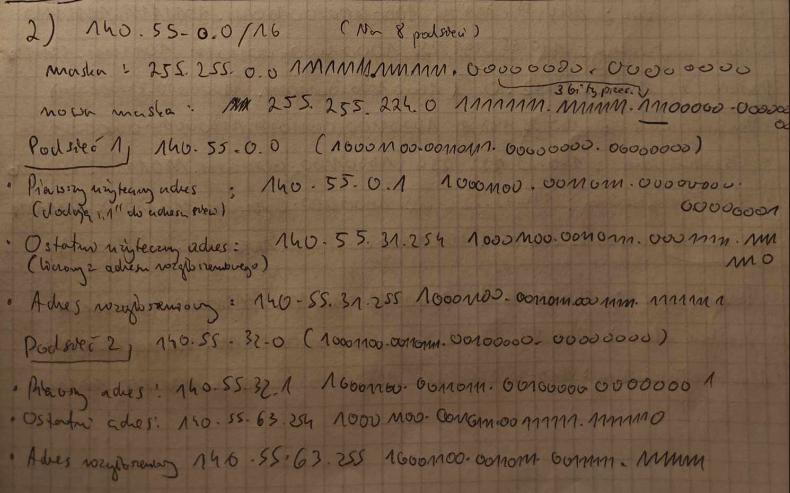 2) 140.55-0.0/16 (Na 8 podsieci)
maska : 255.255.0.0 11111111.11111111.00000000.00000000
3 bity
nowa maska : 255.255.224.0 11111111.11111111.11100000.00000000
Podsieć 1, 140.55.0.0 (10001100.00110111.00000000.00000000)
• Pierwszy użyteczny adres ; 140.55.0.1 10001100.00110111.00000000.
(dodaję "1" do adresu sieci) 00000001
• Ostatni użyteczny adres: 140.55.31.254 10001100.00110111.00011111.111
(liczony z adresu rozgłoszeniowego) 11110
• Adres rozgłoszeniowy : 140-55.31.255 10001100.00110111.00011111.11111111
Podsieć 2, 140.55.32-0 (10001100.00110111.00100000.00000000)
• Pierwszy adres : 140.55.32.1 10001100.00110111.00100000 00000001
• Ostatni adres: 140.55.63.254 10001100.00110111.00111111.11111110
• Adres rozgłoszeniowy 140.55.63.255 10001100.00110111.00111111.11111111